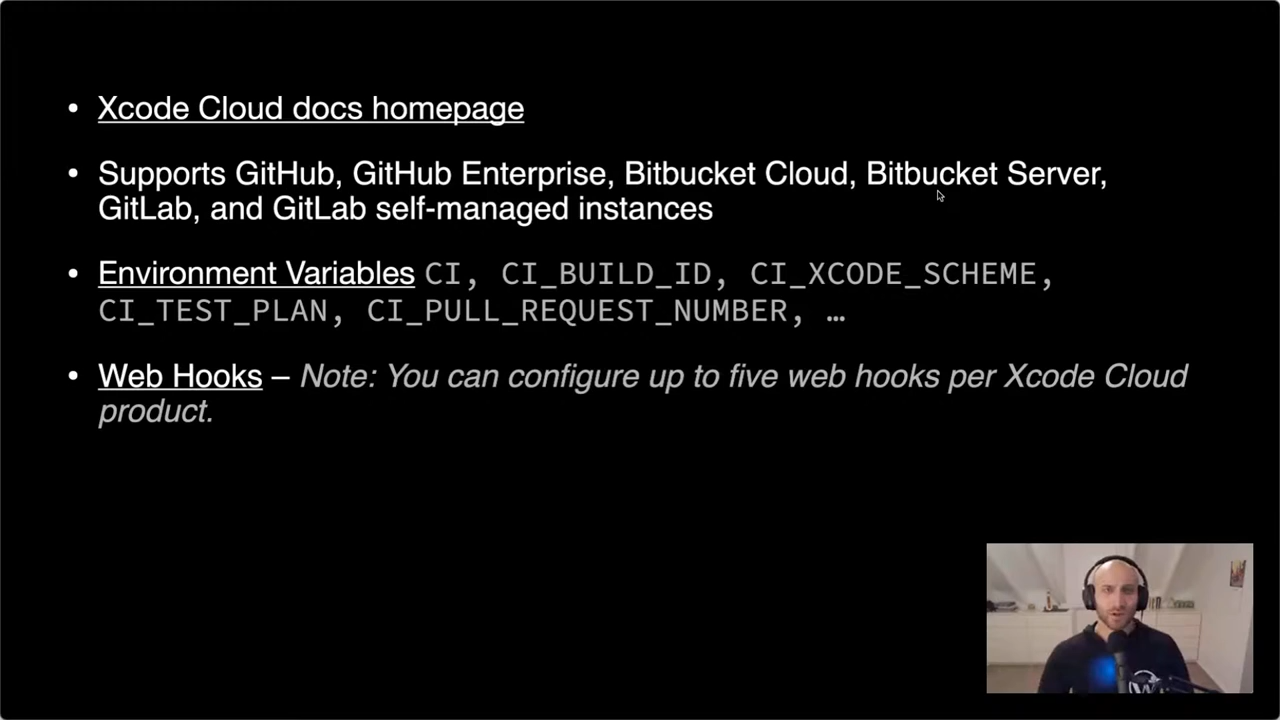 • Xcode Cloud docs homepage
• Supports GitHub, GitHub Enterprise, Bitbucket Cloud, Bitbucket Server,
GitLab, and GitLab self-managed instances
• Environment Variables CI, CI_BUILD_ID, CI_XCODE_SCHEME,
CI_TEST_PLAN, CI_PULL_REQUEST_NUMBER, …
• Web Hooks – Note: You can configure up to five web hooks per Xcode Cloud
product.